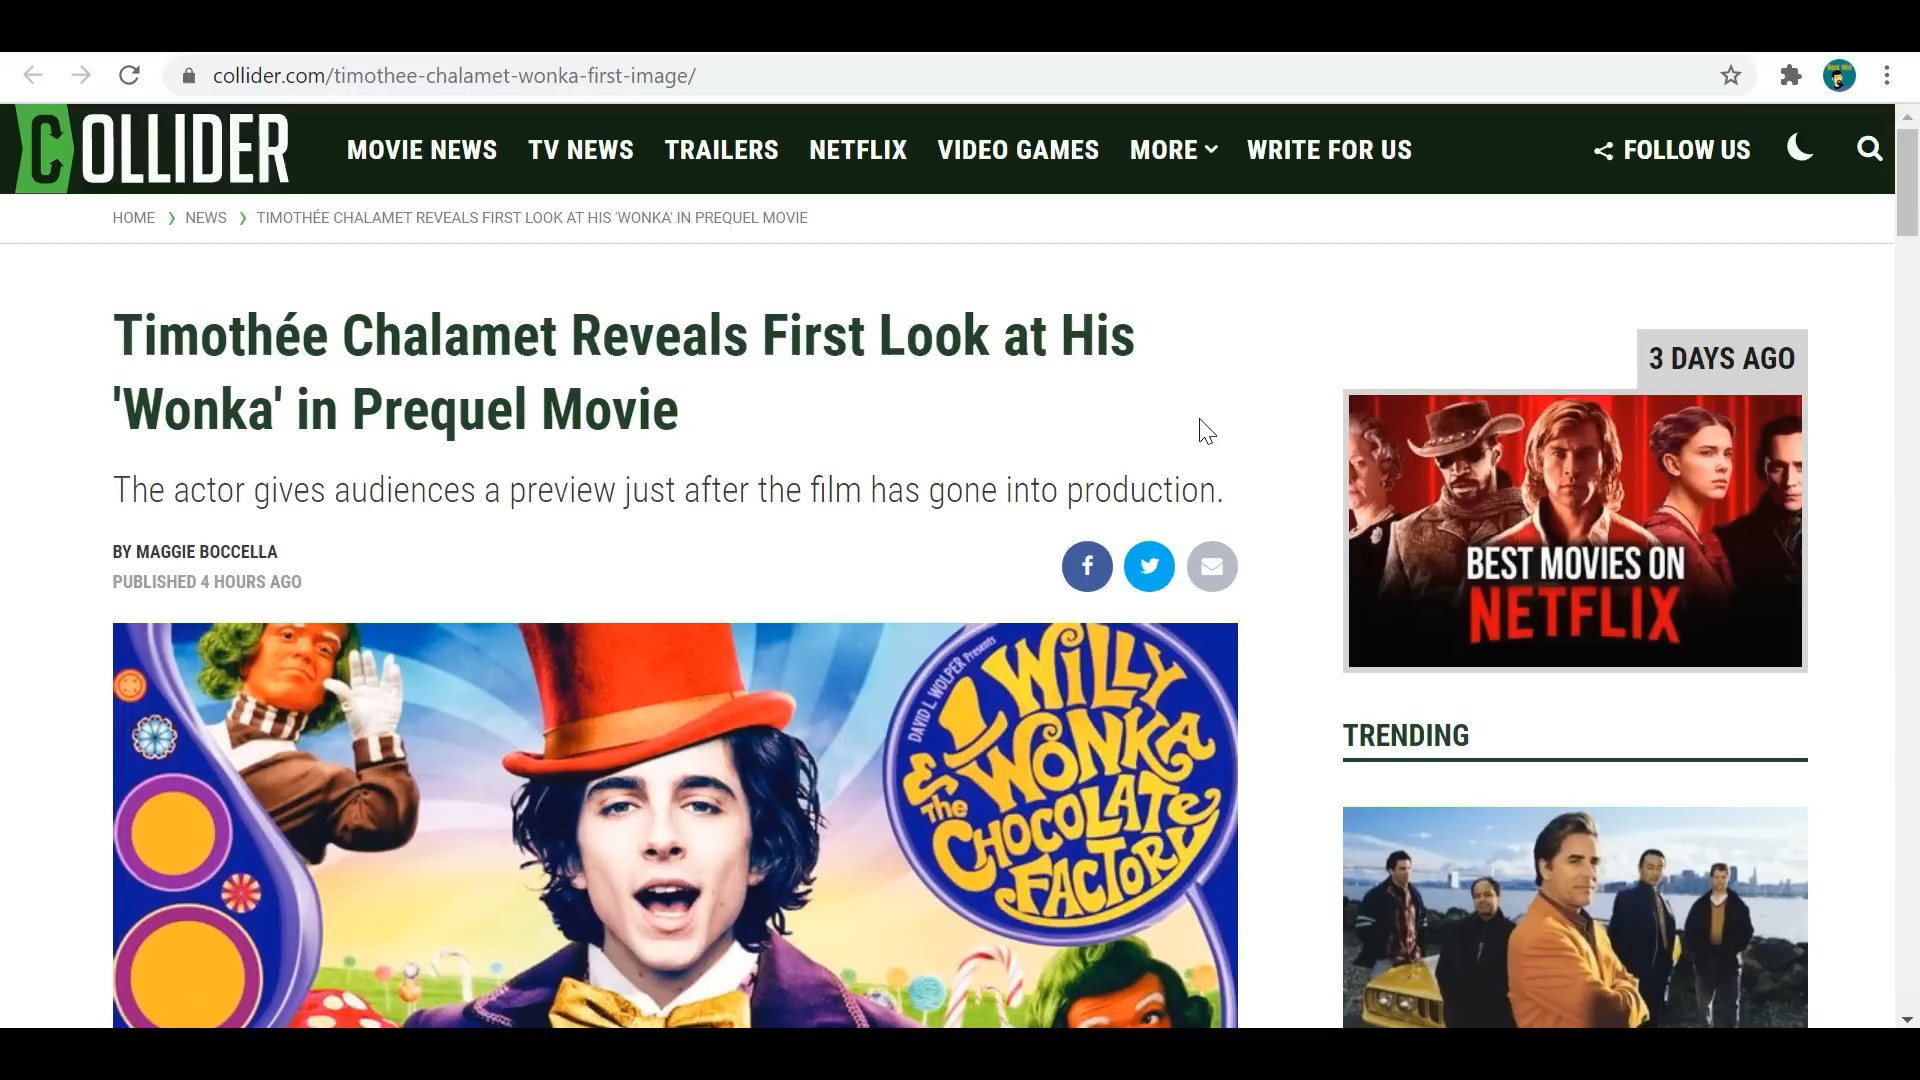 collider.com/timothee-chalamet-wonka-first-image/
COLLIDER
MOVIE NEWS TV NEWS TRAILERS NETFLIX VIDEO GAMES MORE WRITE FOR US FOLLOW US
HOME NEWS TIMOTHÉE CHALAMET REVEALS FIRST LOOK AT HIS 'WONKA' IN PREQUEL MOVIE
Timothée Chalamet Reveals First Look at His
'Wonka' in Prequel Movie
The actor gives audiences a preview just after the film has gone into production.
BY MAGGIE BOCCELLA
PUBLISHED 4 HOURS AGO
DAVID L. WOLPER Presents
WILLY
WONKA
& The
CHOCOLATE
FACTORY
3 DAYS AGO
BEST MOVIES ON
NETFLIX
TRENDING